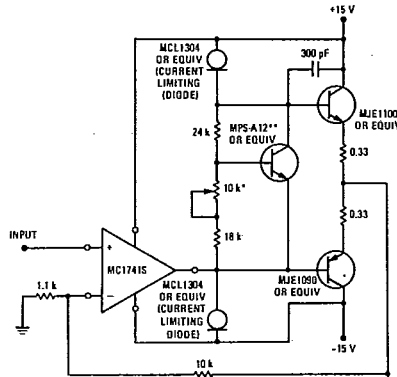 +15 V
MCL1304
OR EQUIV
(CURRENT
LIMITING
(DIODE)
300 pF
MJE1100
OR EQUIV
MPS-A12**
OR EQUIV
24 k
0.33
10 k*
0.33
18 k
INPUT
+
MC1741S
−
1.1 k
MJE1090
OR EQUIV
MCL1304
OR EQUIV
(CURRENT
LIMITING
DIODE)
−15 V
10k